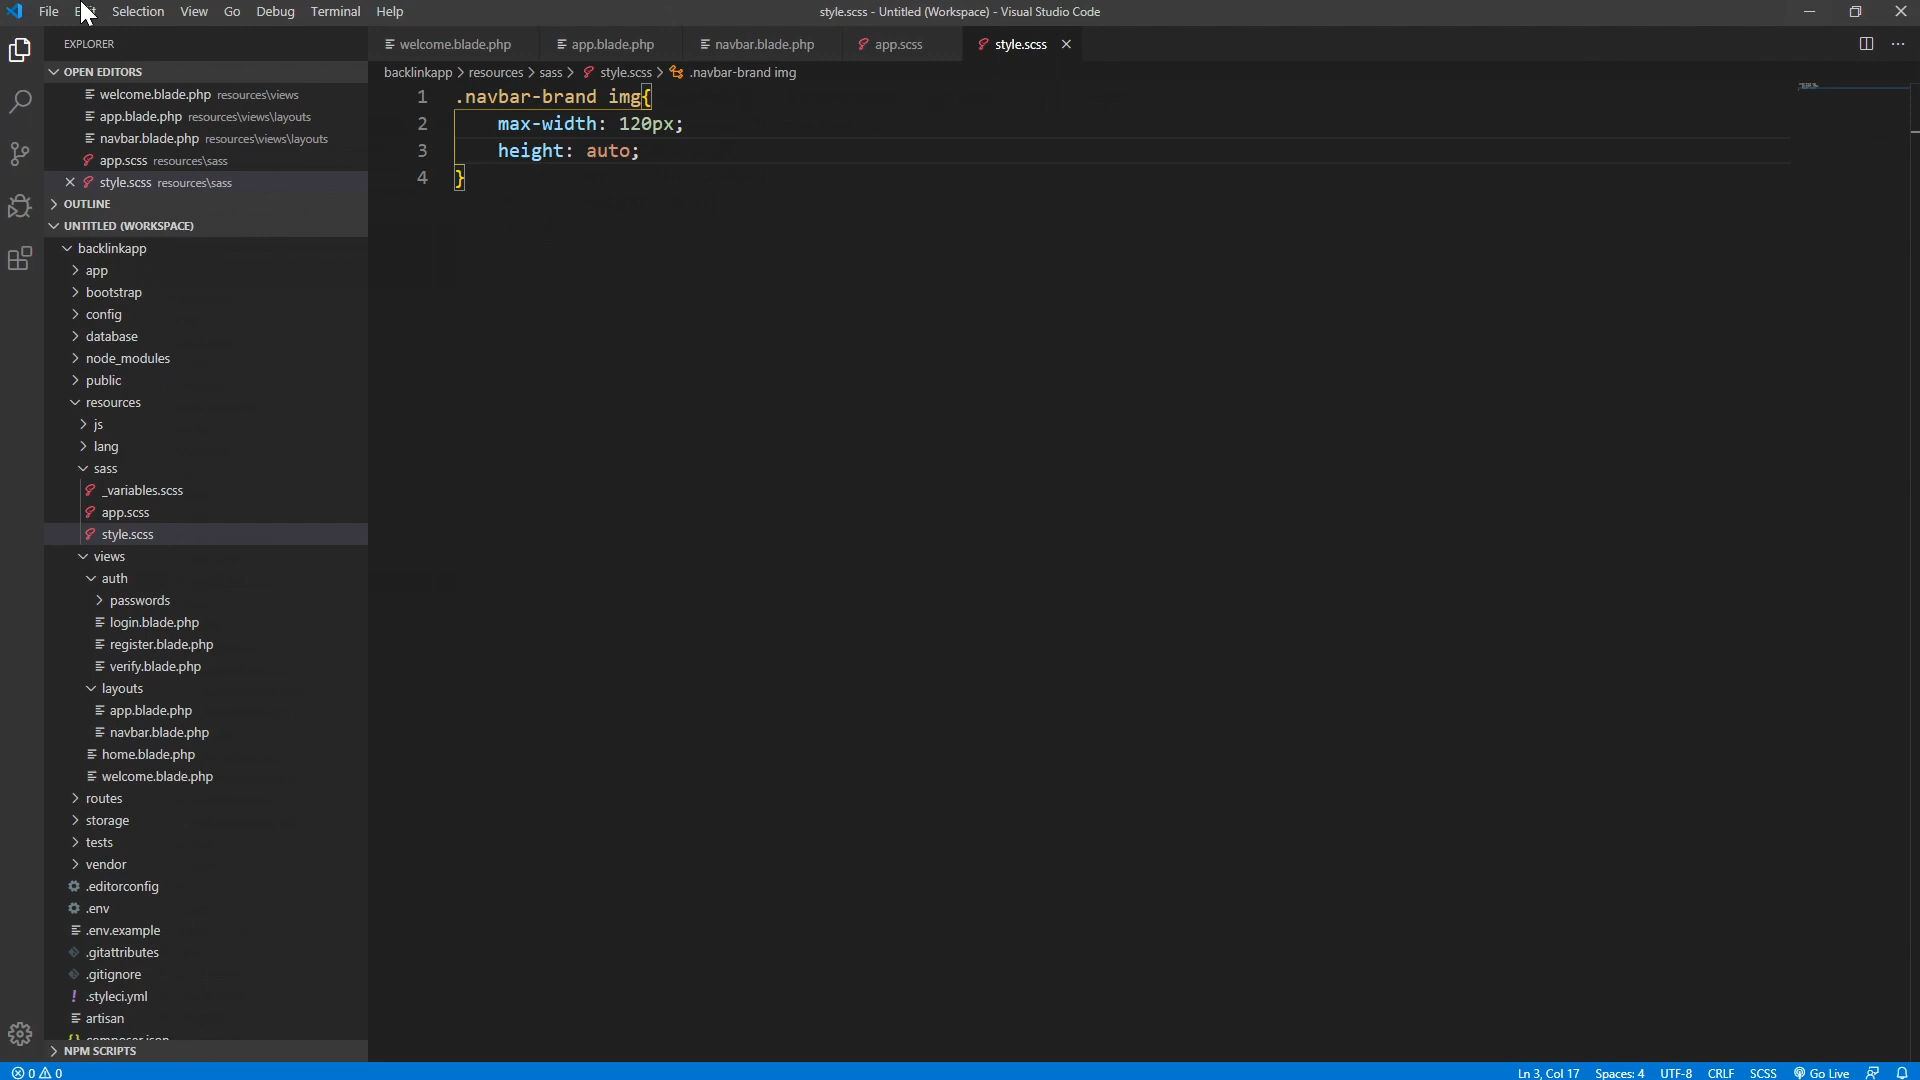 File Edit Selection View Go Debug Terminal Help
style.scss - Untitled (Workspace) - Visual Studio Code
EXPLORER
OPEN EDITORS
welcome.blade.php resources\views
app.blade.php resources\views\layouts
navbar.blade.php resources\views\layouts
app.scss resources\sass
style.scss resources\sass
OUTLINE
UNTITLED (WORKSPACE)
backlinkapp
app
bootstrap
config
database
node_modules
public
resources
js
lang
sass
_variables.scss
app.scss
style.scss
views
auth
passwords
login.blade.php
register.blade.php
verify.blade.php
layouts
app.blade.php
navbar.blade.php
home.blade.php
welcome.blade.php
routes
storage
tests
vendor
.editorconfig
.env
.env.example
.gitattributes
.gitignore
.styleci.yml
artisan
composer.json
NPM SCRIPTS
welcome.blade.php app.blade.php navbar.blade.php app.scss style.scss
backlinkapp > resources > sass > style.scss > .navbar-brand img
1 .navbar-brand img{
2 max-width: 120px;
3 height: auto;
4 }
0 0 Ln 3, Col 17 Spaces: 4 UTF-8 CRLF SCSS Go Live